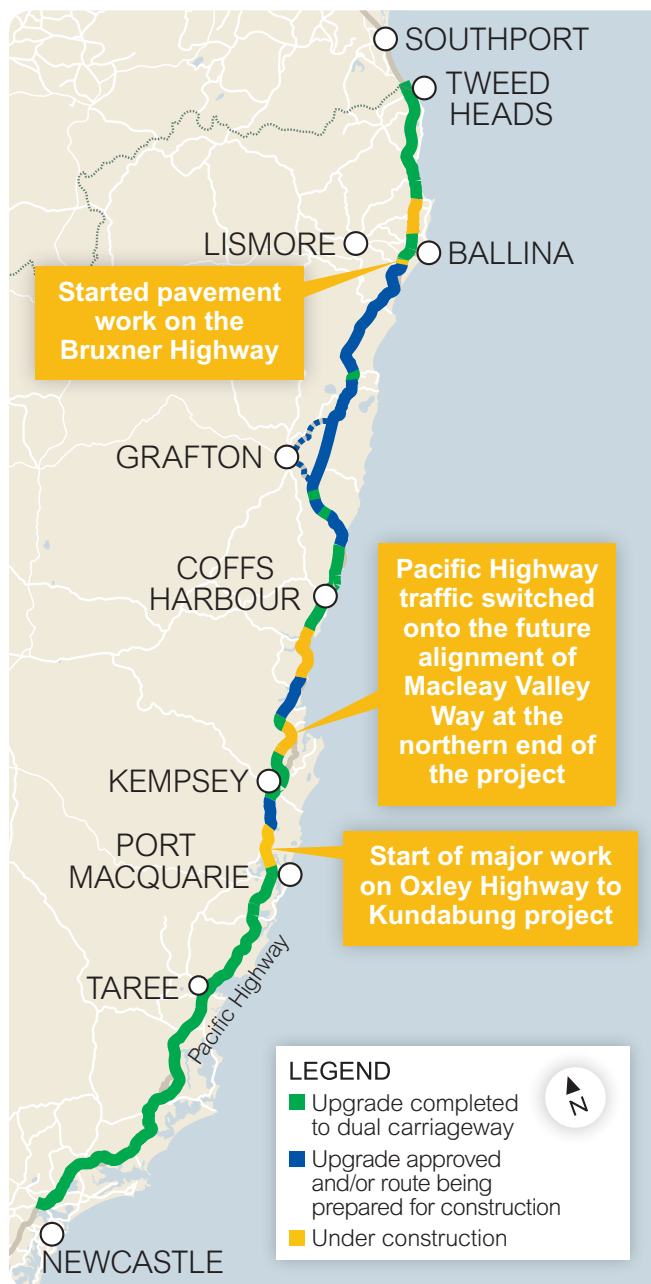 SOUTHPORT
TWEED
HEADS
LISMORE
BALLINA
Started pavement
work on the
Bruxner Highway
GRAFTON
COFFS
HARBOUR
Pacific Highway
traffic switched
onto the future
alignment of
Macleay Valley
Way at the
northern end of
the project
KEMPSEY
PORT
MACQUARIE
Start of major work
on Oxley Highway to
Kundabung project
TAREE
Pacific Highway
LEGEND
N
Upgrade completed
to dual carriageway
Upgrade approved
and/or route being
prepared for construction
Under construction
NEWCASTLE